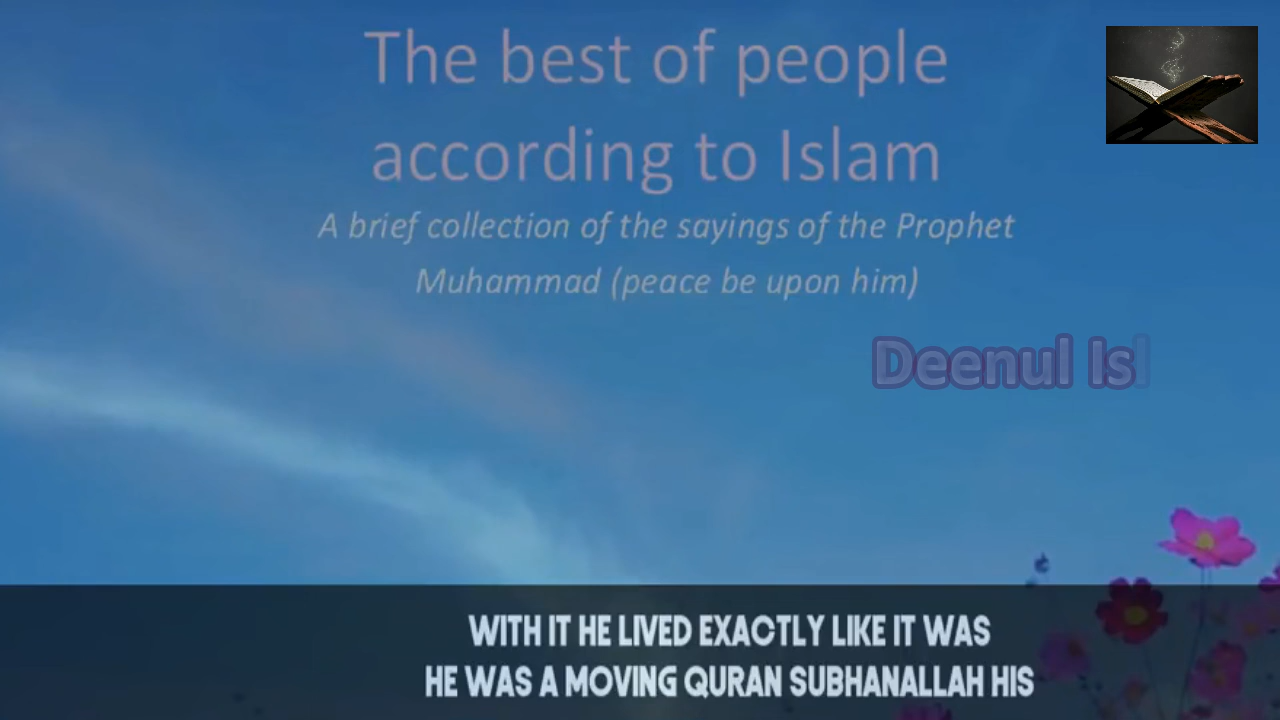 The best of people
according to Islam
A brief collection of the sayings of the Prophet
Muhammad (peace be upon him)
Deenul Isl
WITH IT HE LIVED EXACTLY LIKE IT WAS
HE WAS A MOVING QURAN SUBHANALLAH HIS